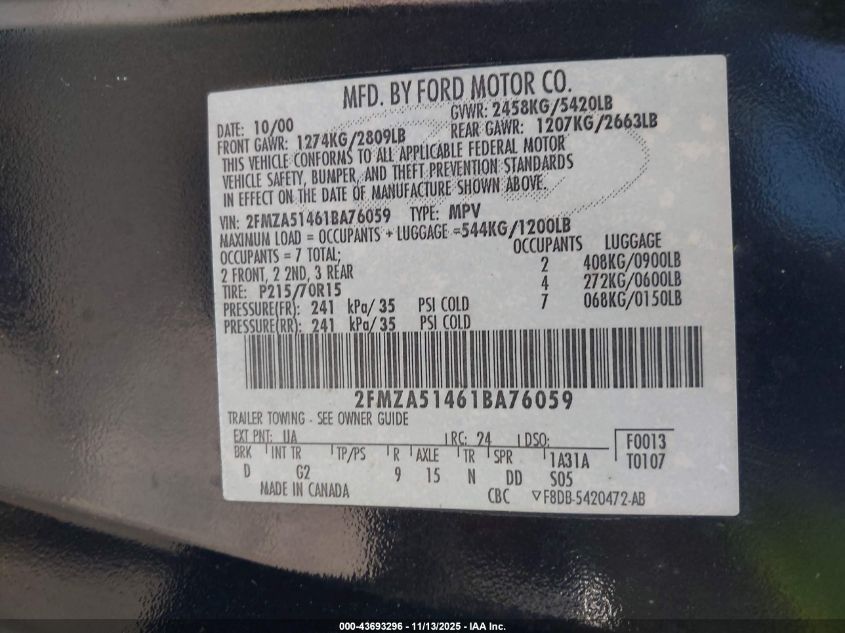 MFD. BY FORD MOTOR CO.
DATE: 10/00 GVWR: 2458KG/5420LB
FRONT GAWR: 1274KG/2809LB REAR GAWR: 1207KG/2663LB
THIS VEHICLE CONFORMS TO ALL APPLICABLE FEDERAL MOTOR
VEHICLE SAFETY, BUMPER, AND THEFT PREVENTION STANDARDS
IN EFFECT ON THE DATE OF MANUFACTURE SHOWN ABOVE.
VIN: 2FMZA51461BA76059 TYPE: MPV
MAXIMUM LOAD = OCCUPANTS + LUGGAGE =544KG/1200LB
OCCUPANTS = 7 TOTAL; OCCUPANTS LUGGAGE
2 FRONT, 2 2ND, 3 REAR 2 408KG/0900LB
TIRE: P215/70R15 4 272KG/0600LB
PRESSURE(FR): 241 kPa/35 PSI COLD 7 068KG/0150LB
PRESSURE(RR): 241 kPa/35 PSI COLD
2FMZA51461BA76059
TRAILER TOWING - SEE OWNER GUIDE
EXT PNT: UA RC: 24 DSO: F0013
BRK INT TR TP/PS R AXLE TR SPR 1A31A T0107
D G2 9 15 N DD S05
MADE IN CANADA CBC F8DB-5420472-AB
000-43693296 - 11/13/2025 - IAA Inc.